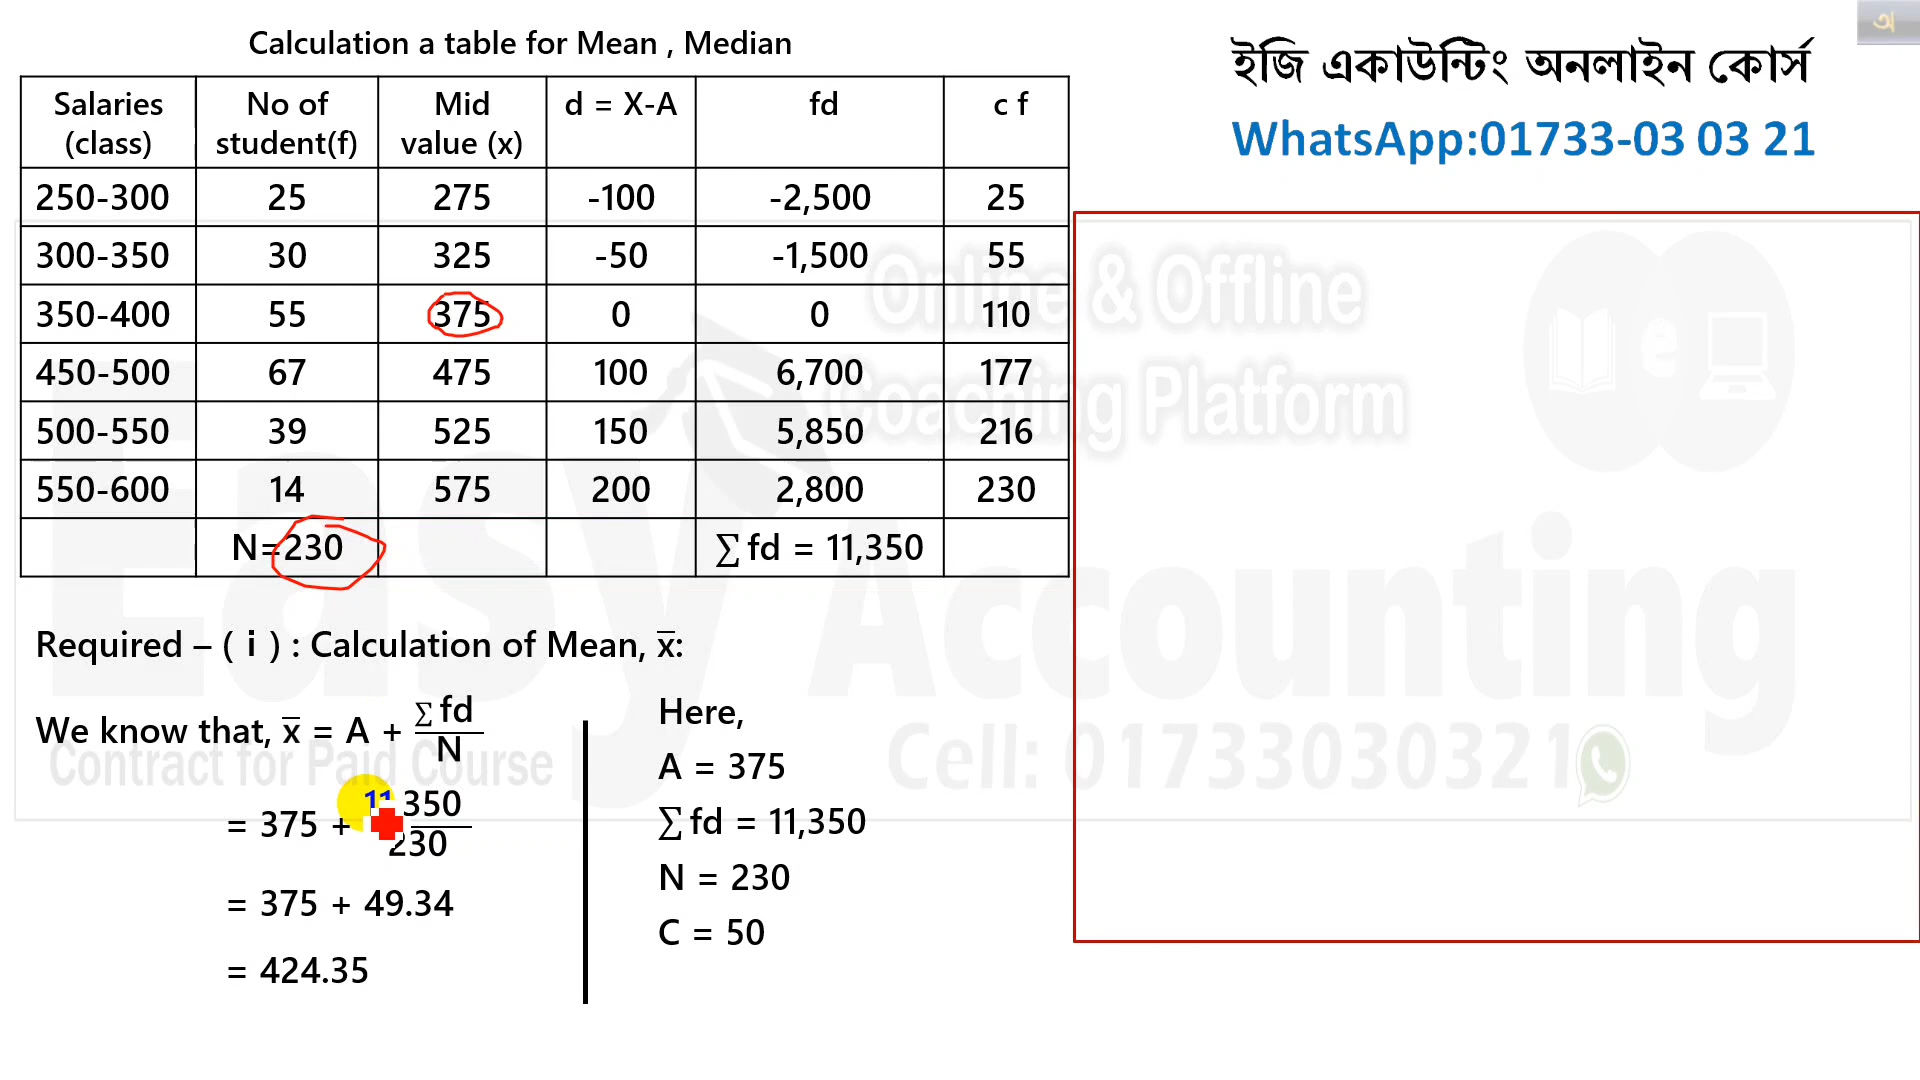 Calculation a table for Mean , Median
ইজি একাউন্টিং অনলাইন কোর্স
WhatsApp:01733-03 03 21
অ
Salaries (class) No of student(f) Mid value (x) d = X-A fd c f
250-300 25 275 -100 -2,500 25
300-350 30 325 -50 -1,500 55
350-400 55 375 0 0 110
450-500 67 475 100 6,700 177
500-550 39 525 150 5,850 216
550-600 14 575 200 2,800 230
N=230 ∑fd = 11,350
Online & Offline
Coaching Platform
e
Easy Accounting
Contract for Paid Course
Cell: 01733030321
Required – ( i ) : Calculation of Mean, x̅:
We know that, x̅ = A + ∑fd / N
= 375 + 11 350 / 230
= 375 + 49.34
= 424.35
Here,
A = 375
∑fd = 11,350
N = 230
C = 50